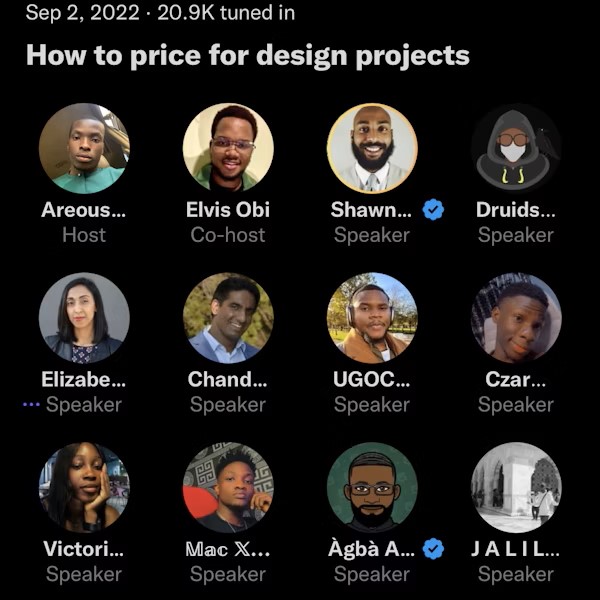 Sep 2, 2022 · 20.9K tuned in
How to price for design projects
Areous... Elvis Obi Shawn... Druids...
Host Co-host Speaker Speaker
Elizabe... Chand... UGOC... Czar...
Speaker Speaker Speaker Speaker
Victori... 𝕄𝕒𝕔 𝕏... Àgbà A... J A L I L...
Speaker Speaker Speaker Speaker